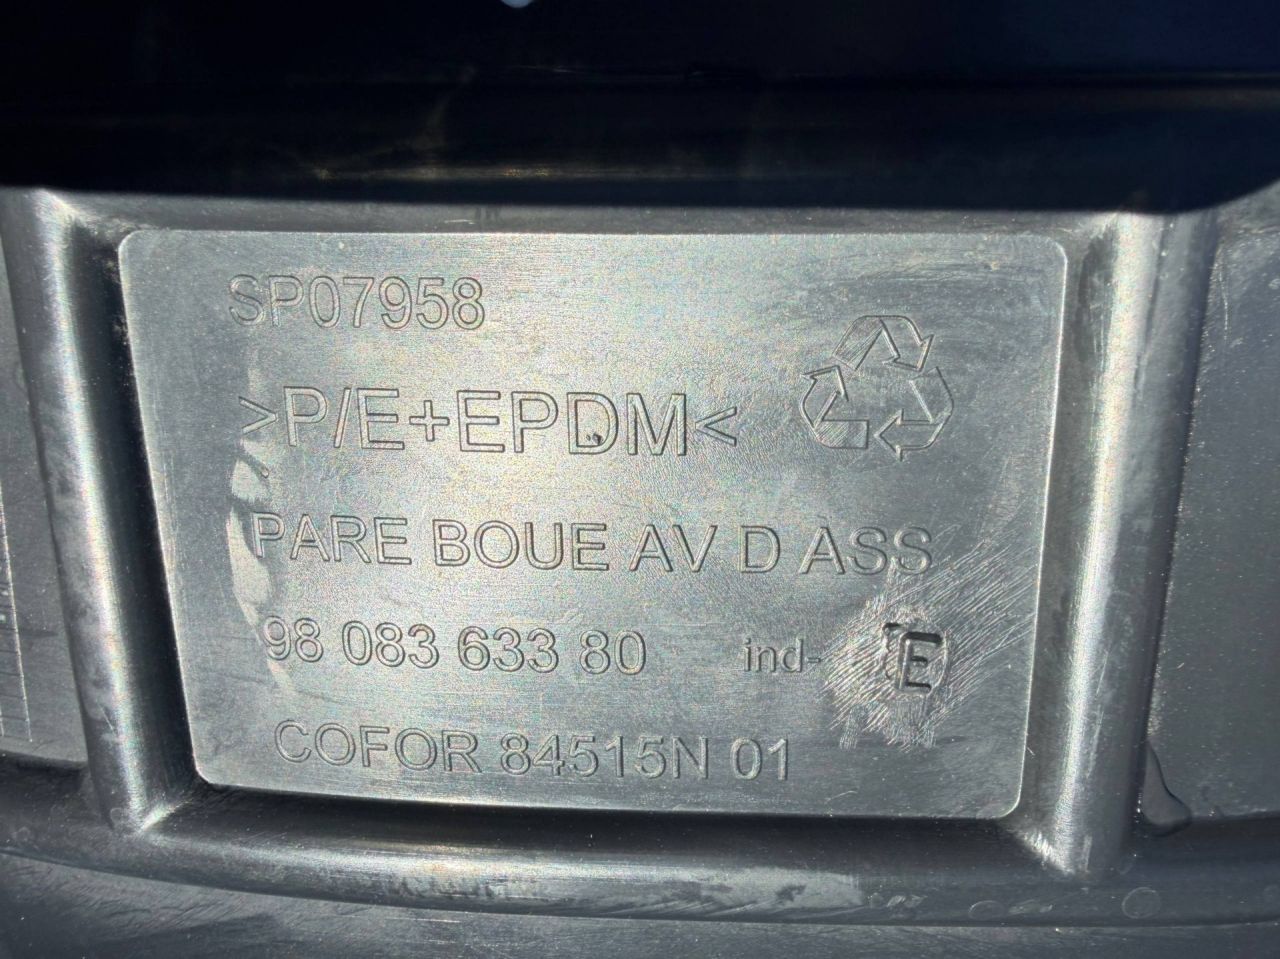 SP07958
>P/E+EPDM<
PARE BOUE AV D ASS
98 083 633 80 ind- E
COFOR 84515N 01